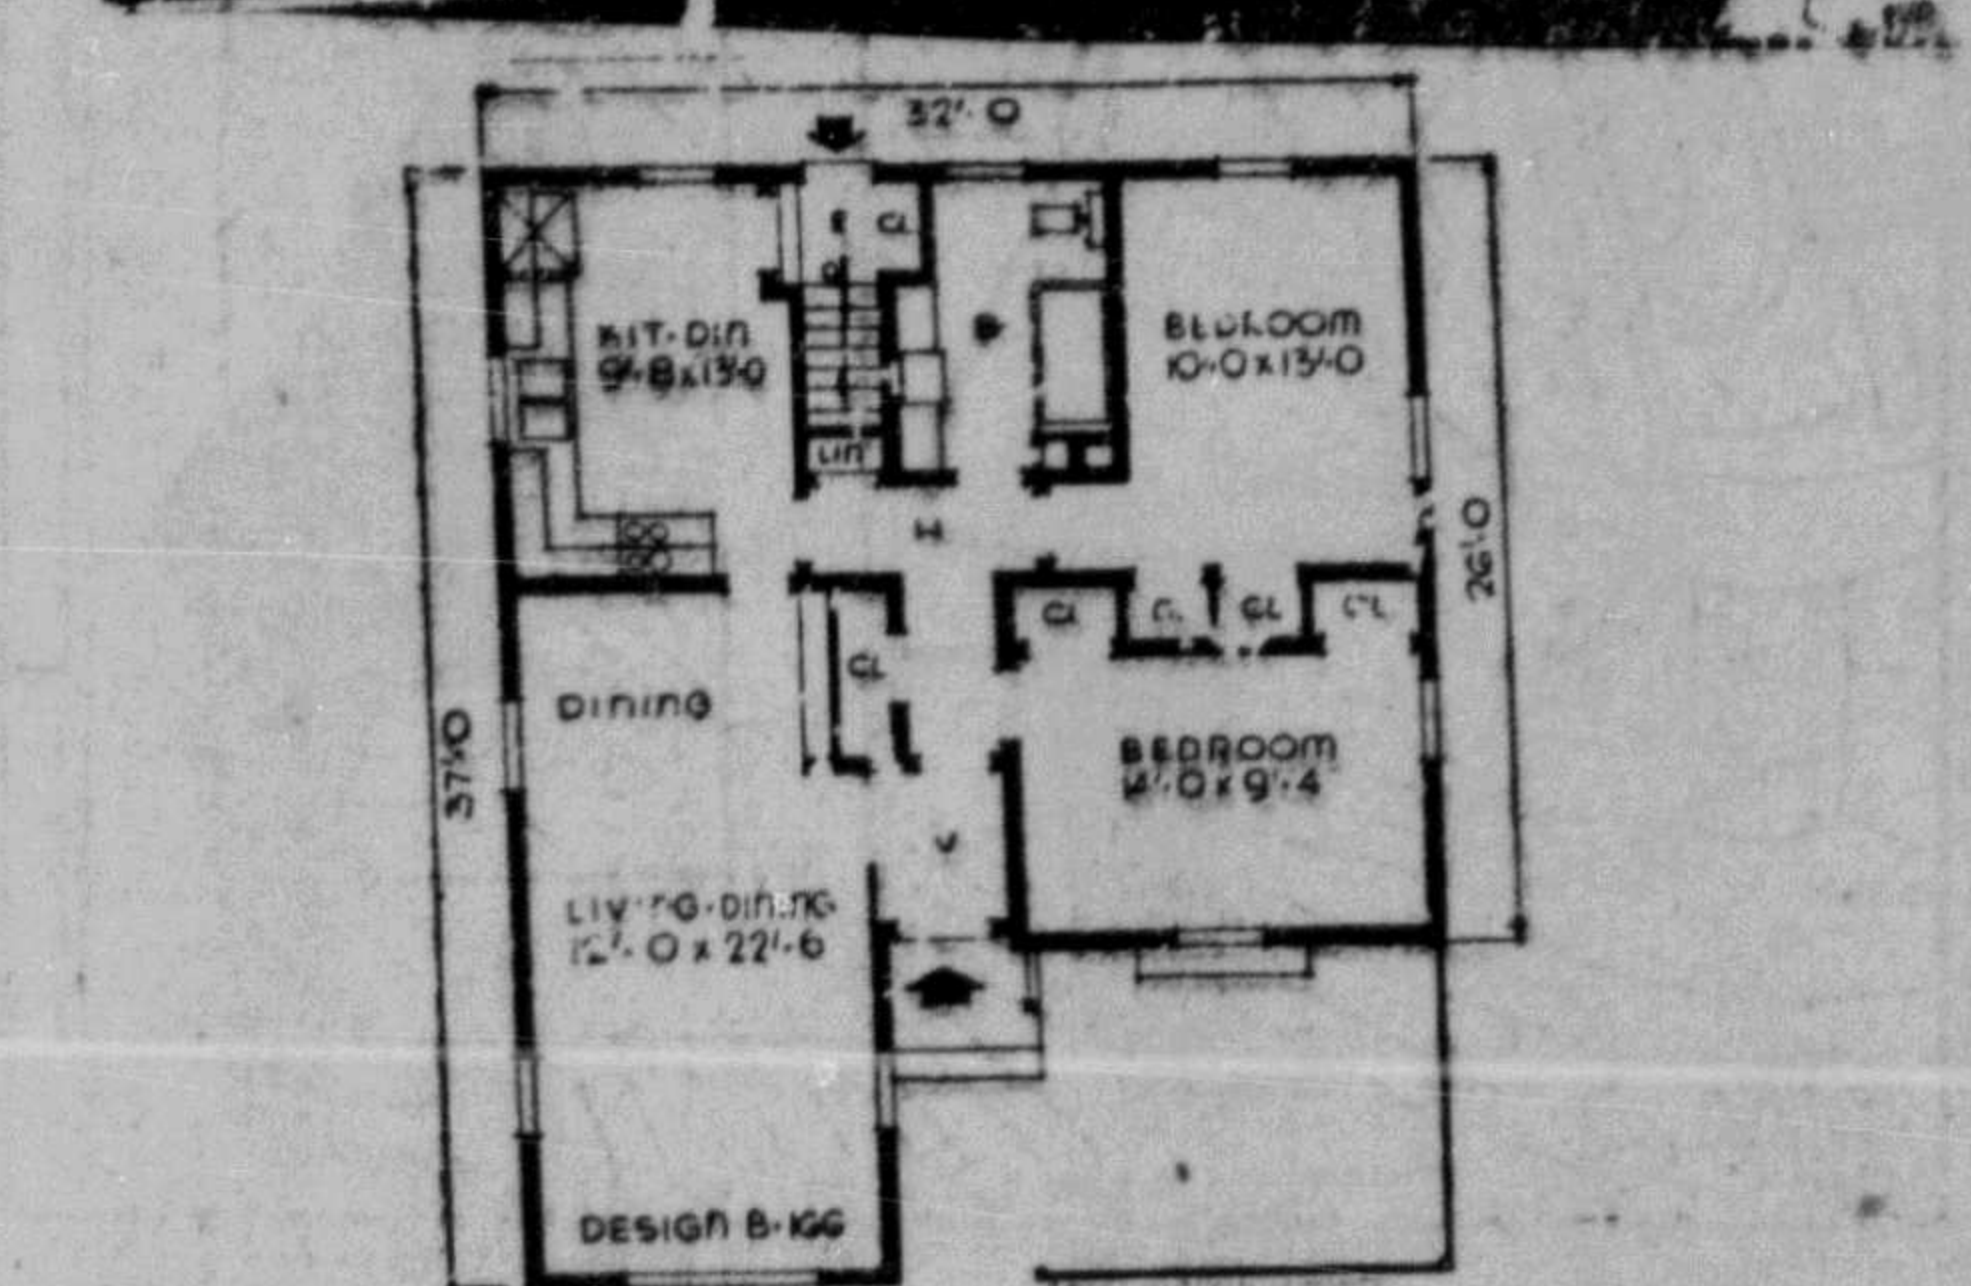 32'-0
R CL
D
KIT-DIN
9'-8x13'-0
B
BEDROOM
10'-0x13'-0
LIN
H
26'-0
CL CL CL CL
CL
DINING
37'-0
BEDROOM
14'-0x9'-4
V
LIVING-DINING
12'-0x22'-6
DESIGN B-166